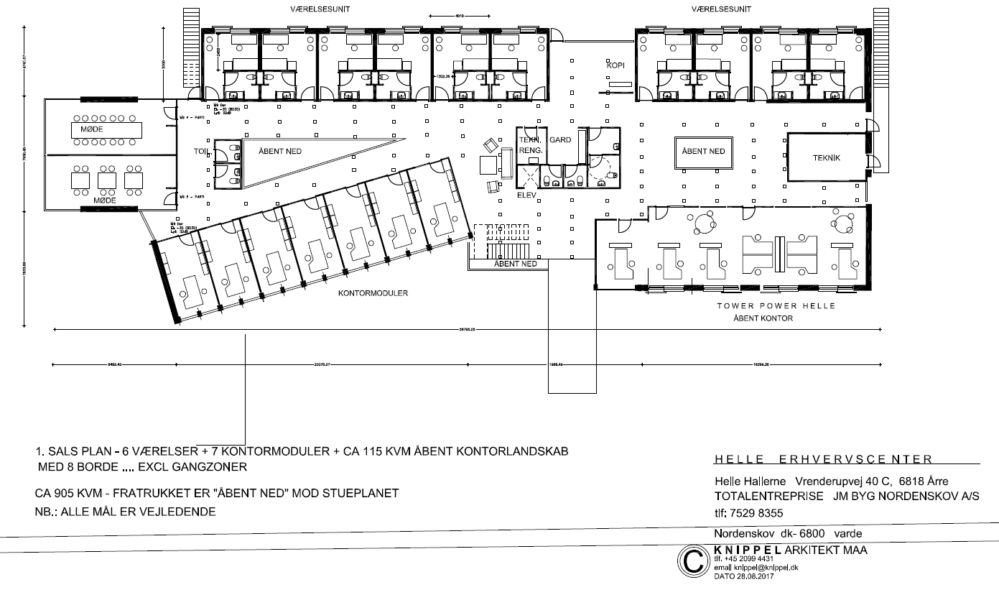 VÆRELSESUNIT
VÆRELSESUNIT
4010
KOPI
MØDE
TOIL.
ÅBENT NED
TEKN.
RENG.
GARD
ÅBENT NED
TEKNIK
MØDE
ELEV
ÅBENT NED
KONTORMODULER
TOWER POWER HELLE
ÅBENT KONTOR
1. SALS PLAN - 6 VÆRELSER + 7 KONTORMODULER + CA 115 KVM ÅBENT KONTORLANDSKAB
MED 8 BORDE .... EXCL GANGZONER
CA 905 KVM - FRATRUKKET ER "ÅBENT NED" MOD STUEPLANET
NB.: ALLE MÅL ER VEJLEDENDE
HELLE ERHVERVSCENTER
Helle Hallerne Vrenderupvej 40 C, 6818 Årre
TOTALENTREPRISE JM BYG NORDENSKOV A/S
tlf: 7529 8355
Nordenskov dk- 6800 varde
C
KNIPPEL ARKITEKT MAA
tlf. +45 2099 4431
email knippel@knippel.dk
DATO 28.08.2017